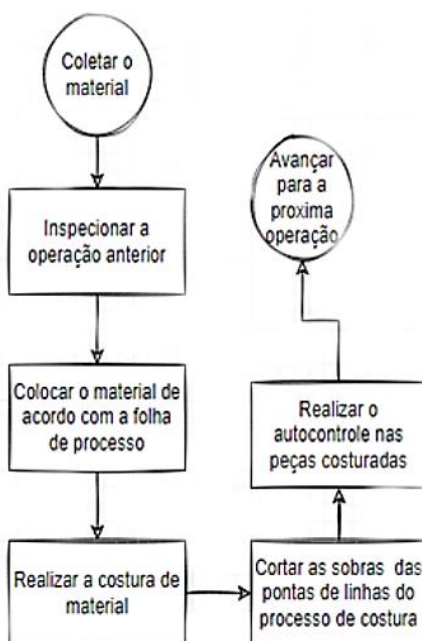 Coletar o
material
Inspecionar a
operação anterior
Colocar o material de
acordo com a folha
de processo
Realizar a costura de
material
Cortar as sobras das
pontas de linhas do
processo de costura
Realizar o
autocontrole nas
peças costuradas
Avançar
para a
proxima
operação